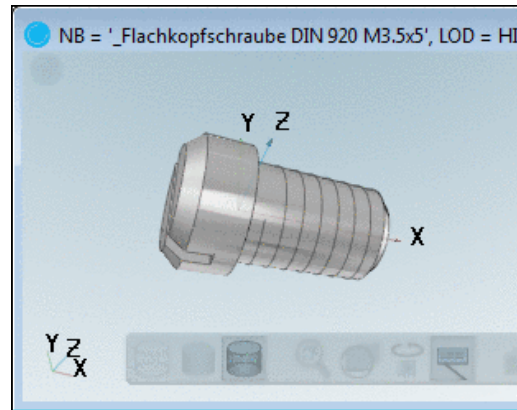 NB = '_Flachkopfschraube DIN 920 M3.5x5', LOD = HI
Y Z
X
Y
Z
X